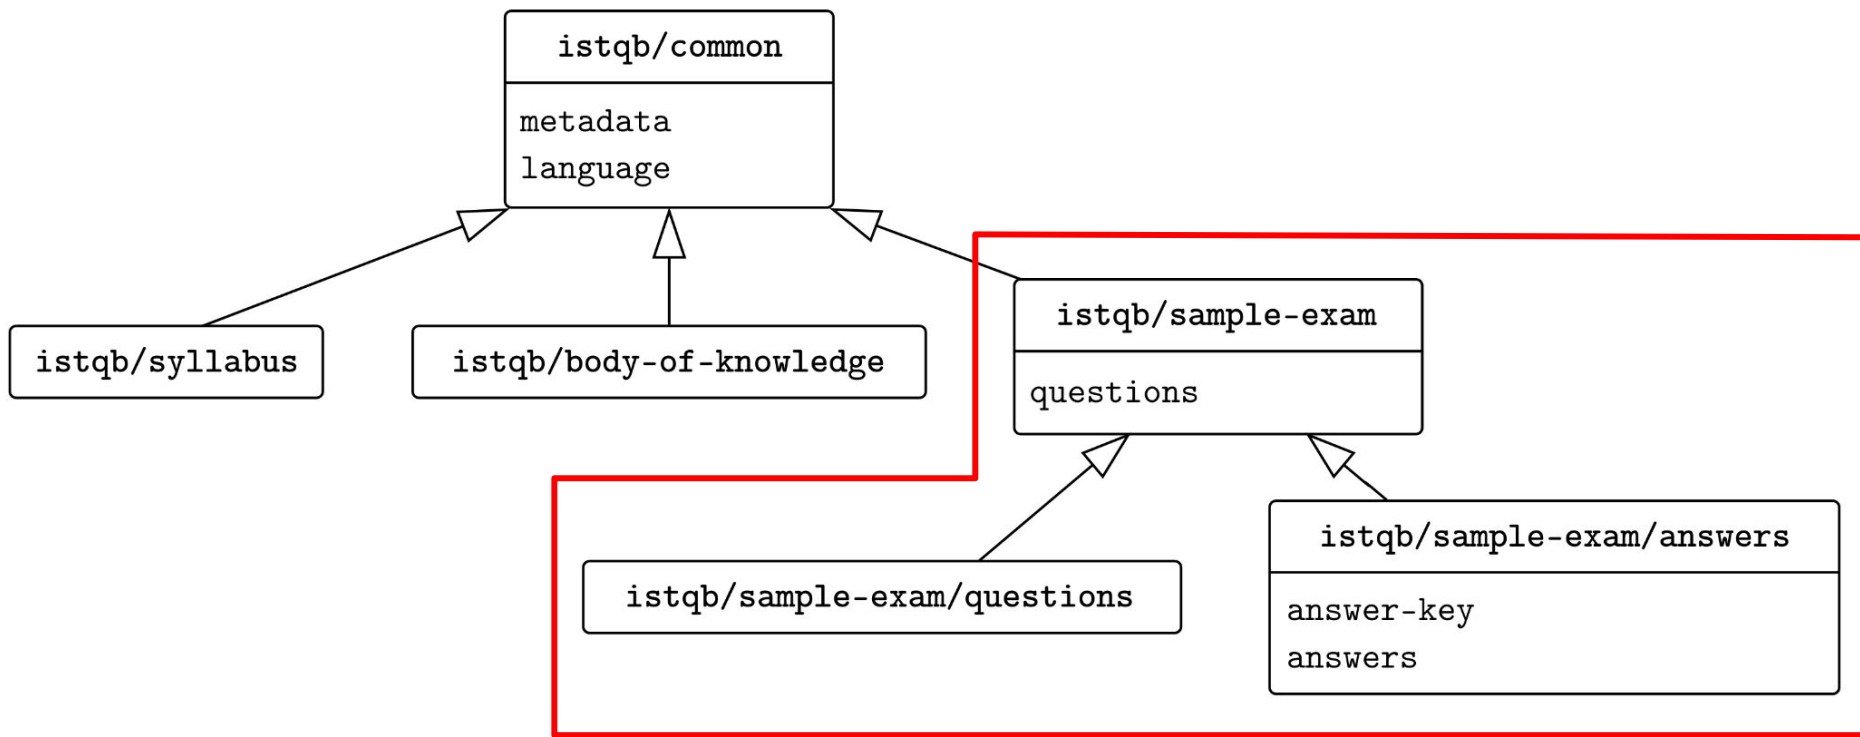 istqb/common
metadata
language
istqb/syllabus
istqb/body-of-knowledge
istqb/sample-exam
questions
istqb/sample-exam/questions
istqb/sample-exam/answers
answer-key
answers